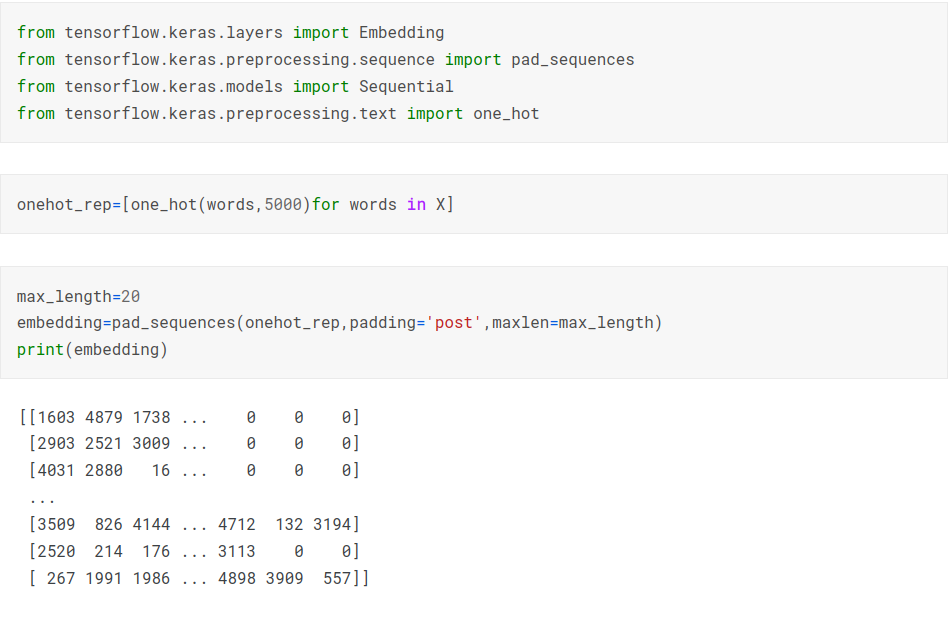 from tensorflow.keras.layers import Embedding
from tensorflow.keras.preprocessing.sequence import pad_sequences
from tensorflow.keras.models import Sequential
from tensorflow.keras.preprocessing.text import one_hot
onehot_rep=[one_hot(words,5000)for words in X]
max_length=20
embedding=pad_sequences(onehot_rep,padding='post',maxlen=max_length)
print(embedding)
[[1603 4879 1738 ...    0    0    0]
 [2903 2521 3009 ...    0    0    0]
 [4031 2880   16 ...    0    0    0]
 ...
 [3509  826 4144 ... 4712  132 3194]
 [2520  214  176 ... 3113    0    0]
 [ 267 1991 1986 ... 4898 3909  557]]